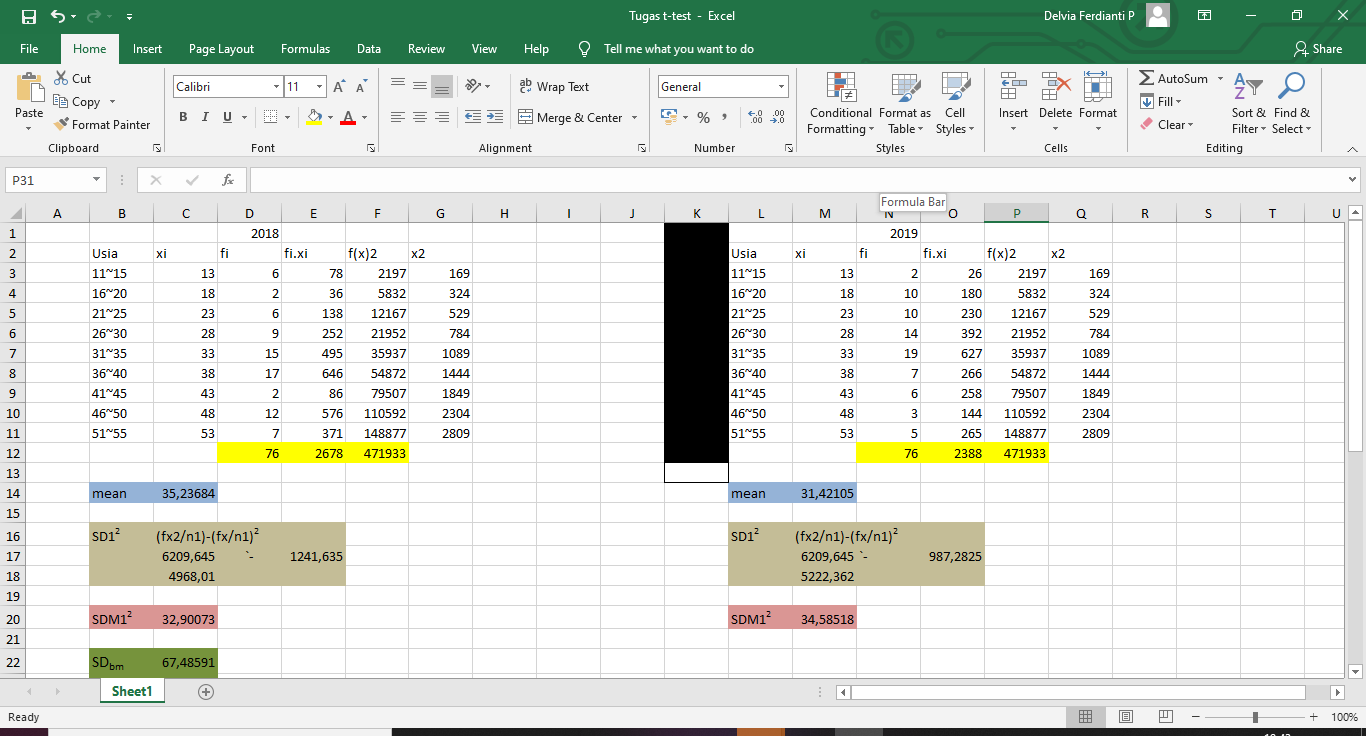 Tugas t-test - Excel Delvia Ferdianti P
File Home Insert Page Layout Formulas Data Review View Help Tell me what you want to do Share
Paste Cut Copy Format Painter Clipboard
Calibri 11 A A B I U A Font
ab Wrap Text Merge & Center Alignment
General % , Number
Conditional Formatting Format as Table Cell Styles Styles
Insert Delete Format Cells
AutoSum Fill Clear Sort & Filter Find & Select Editing
P31 fx
Formula Bar
A B C D E F G H I J K L M N O P Q R S T U
1 2018 2019
2 Usia xi fi fi.xi f(x)2 x2 Usia xi fi fi.xi f(x)2 x2
3 11~15 13 6 78 2197 169 11~15 13 2 26 2197 169
4 16~20 18 2 36 5832 324 16~20 18 10 180 5832 324
5 21~25 23 6 138 12167 529 21~25 23 10 230 12167 529
6 26~30 28 9 252 21952 784 26~30 28 14 392 21952 784
7 31~35 33 15 495 35937 1089 31~35 33 19 627 35937 1089
8 36~40 38 17 646 54872 1444 36~40 38 7 266 54872 1444
9 41~45 43 2 86 79507 1849 41~45 43 6 258 79507 1849
10 46~50 48 12 576 110592 2304 46~50 48 3 144 110592 2304
11 51~55 53 7 371 148877 2809 51~55 53 5 265 148877 2809
12 76 2678 471933 76 2388 471933
13
14 mean 35,23684 mean 31,42105
15
16 SD1² (fx2/n1)-(fx/n1)² SD1² (fx2/n1)-(fx/n1)²
17 6209,645 `- 1241,635 6209,645 `- 987,2825
18 4968,01 5222,362
19
20 SDM1² 32,90073 SDM1² 34,58518
21
22 SDbm 67,48591
Sheet1
Ready 100%